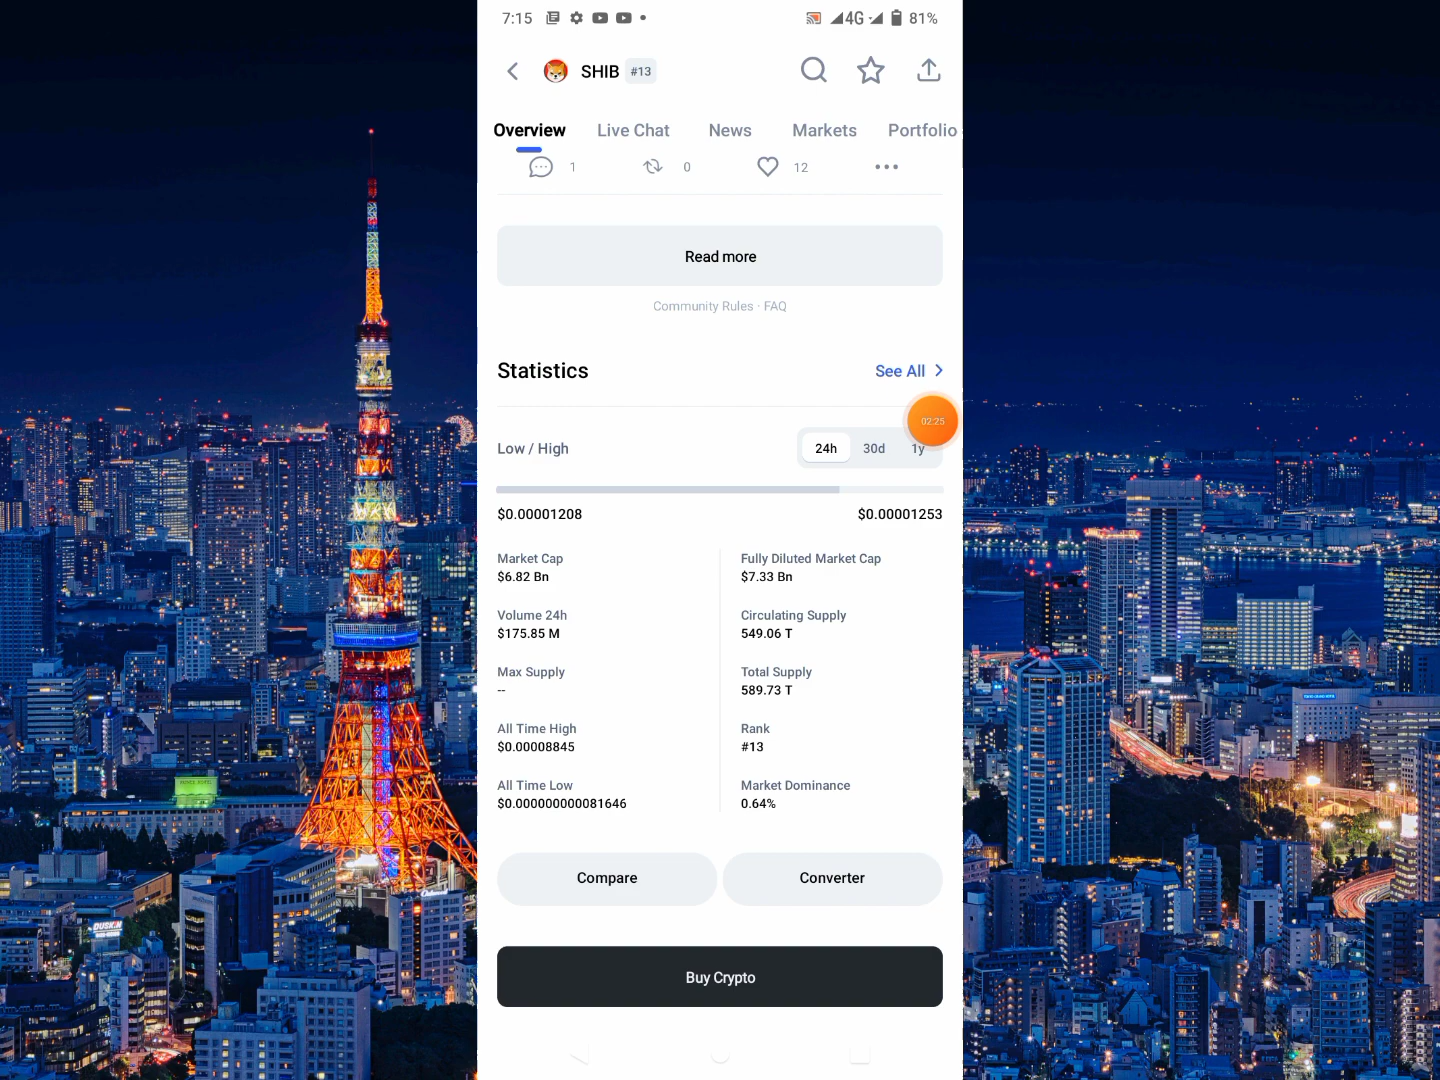 7:15
4G
81%
SHIB #13
Overview Live Chat News Markets Portfolio
1 0 12
Read more
Community Rules · FAQ
Statistics
See All
02:25
Low / High
24h 30d 1y
$0.00001208
$0.00001253
Market Cap
$6.82 Bn
Fully Diluted Market Cap
$7.33 Bn
Volume 24h
$175.85 M
Circulating Supply
549.06 T
Max Supply
--
Total Supply
589.73 T
All Time High
$0.00008845
Rank
#13
All Time Low
$0.000000000081646
Market Dominance
0.64%
Compare
Converter
Buy Crypto
DUSKIN